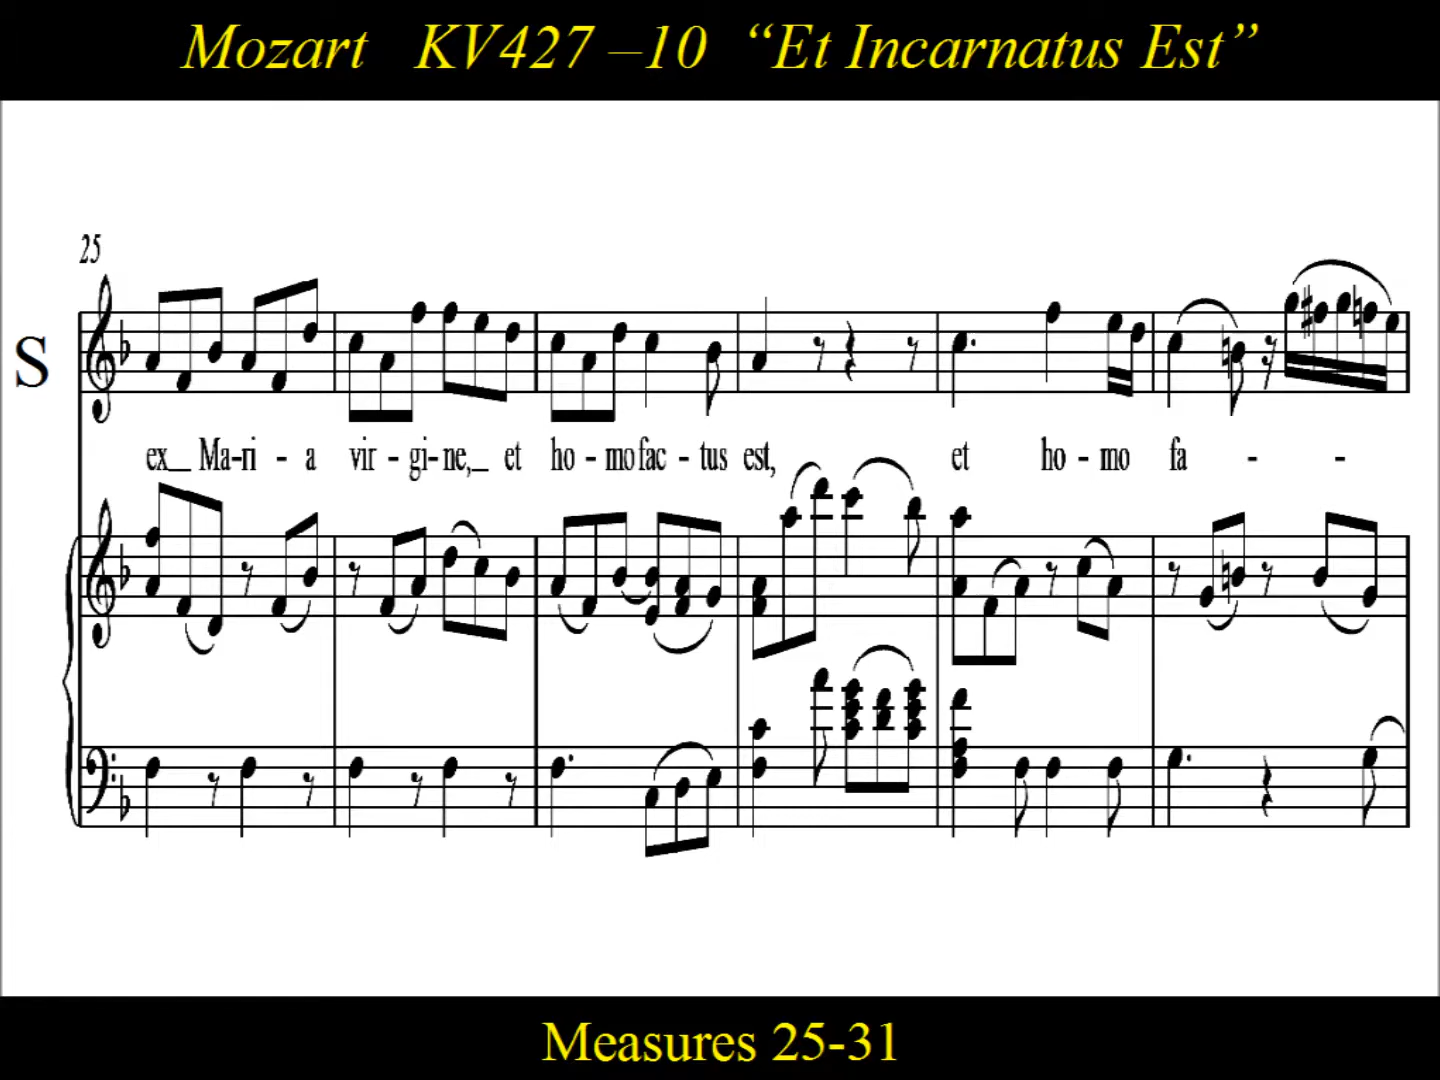 Mozart KV427 –10 “Et Incarnatus Est”
25
S
ex_ Ma-ri - a vir - gi- ne,_ et ho - mo fac - tus est, et ho - mo fa - -
Measures 25-31